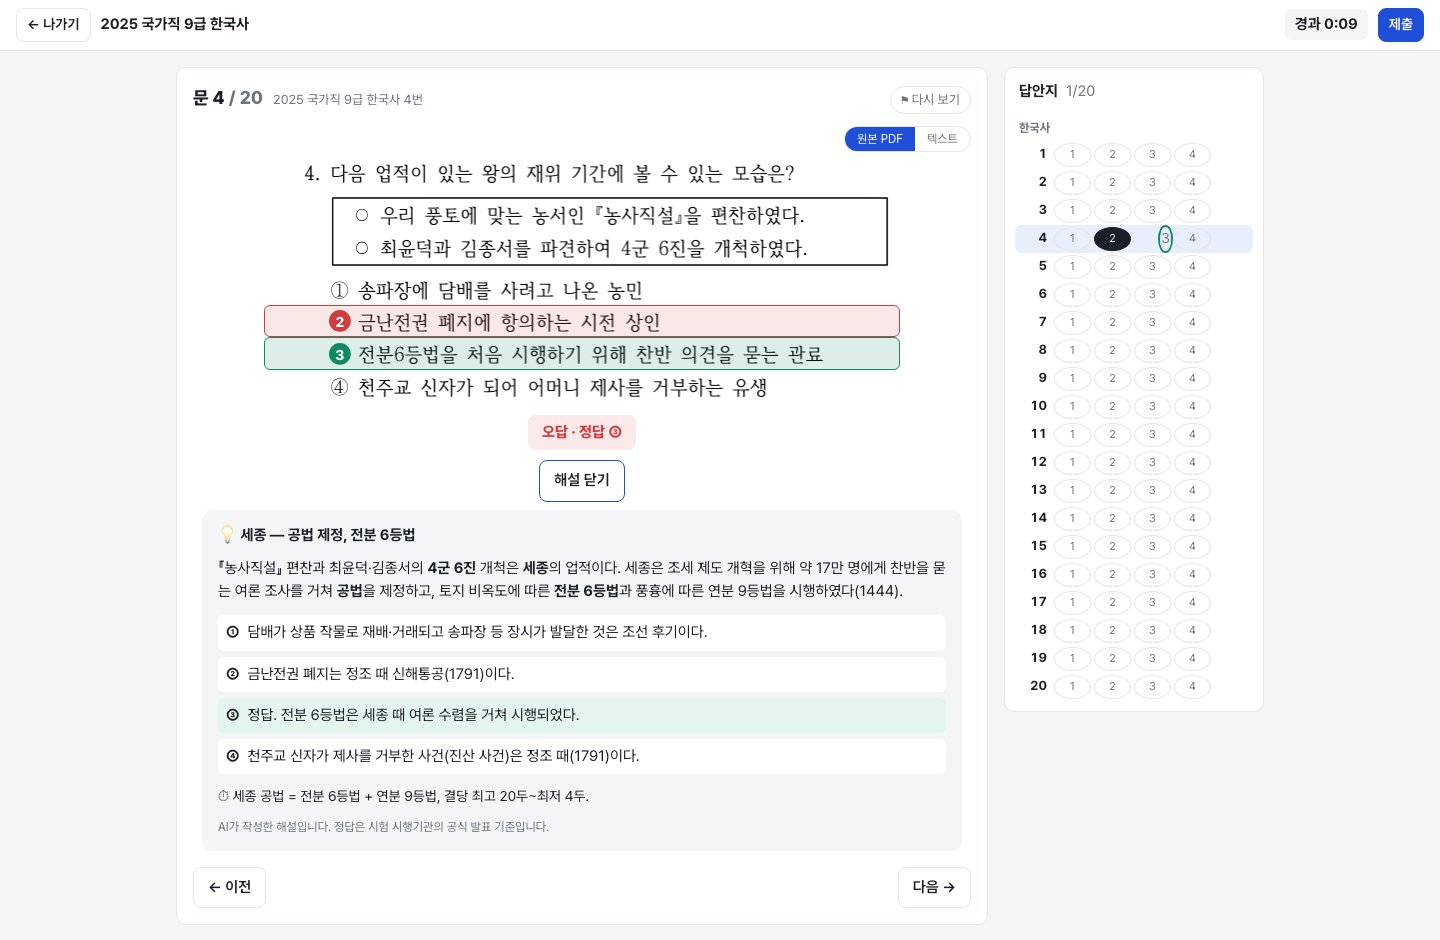 ← 나가기 2025 국가직 9급 한국사 경과 0:09 제출
문 4 / 20 2025 국가직 9급 한국사 4번 ⚑ 다시 보기
원본 PDF 텍스트
4. 다음 업적이 있는 왕의 재위 기간에 볼 수 있는 모습은?
○ 우리 풍토에 맞는 농서인 『농사직설』을 편찬하였다.
○ 최윤덕과 김종서를 파견하여 4군 6진을 개척하였다.
① 송파장에 담배를 사려고 나온 농민
❷ 금난전권 폐지에 항의하는 시전 상인
❸ 전분6등법을 처음 시행하기 위해 찬반 의견을 묻는 관료
④ 천주교 신자가 되어 어머니 제사를 거부하는 유생
오답 · 정답 ③
해설 닫기
💡 세종 — 공법 제정, 전분 6등법
『농사직설』 편찬과 최윤덕·김종서의 4군 6진 개척은 세종의 업적이다. 세종은 조세 제도 개혁을 위해 약 17만 명에게 찬반을 묻
는 여론 조사를 거쳐 공법을 제정하고, 토지 비옥도에 따른 전분 6등법과 풍흉에 따른 연분 9등법을 시행하였다(1444).
① 담배가 상품 작물로 재배·거래되고 송파장 등 장시가 발달한 것은 조선 후기이다.
② 금난전권 폐지는 정조 때 신해통공(1791)이다.
③ 정답. 전분 6등법은 세종 때 여론 수렴을 거쳐 시행되었다.
④ 천주교 신자가 제사를 거부한 사건(진산 사건)은 정조 때(1791)이다.
⏱ 세종 공법 = 전분 6등법 + 연분 9등법, 결당 최고 20두~최저 4두.
AI가 작성한 해설입니다. 정답은 시험 시행기관의 공식 발표 기준입니다.
← 이전 다음 →
답안지 1/20
한국사
1 1 2 3 4
2 1 2 3 4
3 1 2 3 4
4 1 2 3 4
5 1 2 3 4
6 1 2 3 4
7 1 2 3 4
8 1 2 3 4
9 1 2 3 4
10 1 2 3 4
11 1 2 3 4
12 1 2 3 4
13 1 2 3 4
14 1 2 3 4
15 1 2 3 4
16 1 2 3 4
17 1 2 3 4
18 1 2 3 4
19 1 2 3 4
20 1 2 3 4